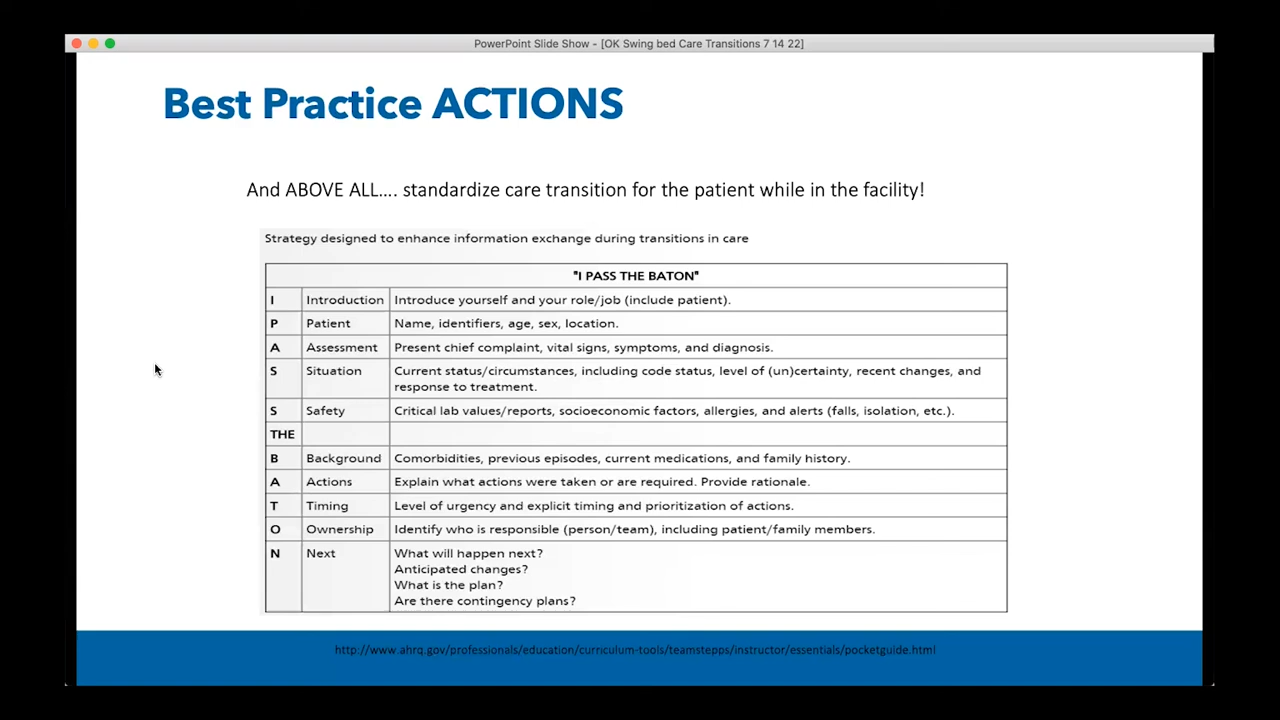 PowerPoint Slide Show - [OK Swing bed Care Transitions 7 14 22]
Best Practice ACTIONS
And ABOVE ALL.... standardize care transition for the patient while in the facility!
Strategy designed to enhance information exchange during transitions in care
"I PASS THE BATON"
I Introduction Introduce yourself and your role/job (include patient).
P Patient Name, identifiers, age, sex, location.
A Assessment Present chief complaint, vital signs, symptoms, and diagnosis.
S Situation Current status/circumstances, including code status, level of (un)certainty, recent changes, and
response to treatment.
S Safety Critical lab values/reports, socioeconomic factors, allergies, and alerts (falls, isolation, etc.).
THE
B Background Comorbidities, previous episodes, current medications, and family history.
A Actions Explain what actions were taken or are required. Provide rationale.
T Timing Level of urgency and explicit timing and prioritization of actions.
O Ownership Identify who is responsible (person/team), including patient/family members.
N Next What will happen next?
Anticipated changes?
What is the plan?
Are there contingency plans?
http://www.ahrq.gov/professionals/education/curriculum-tools/teamstepps/instructor/essentials/pocketguide.html